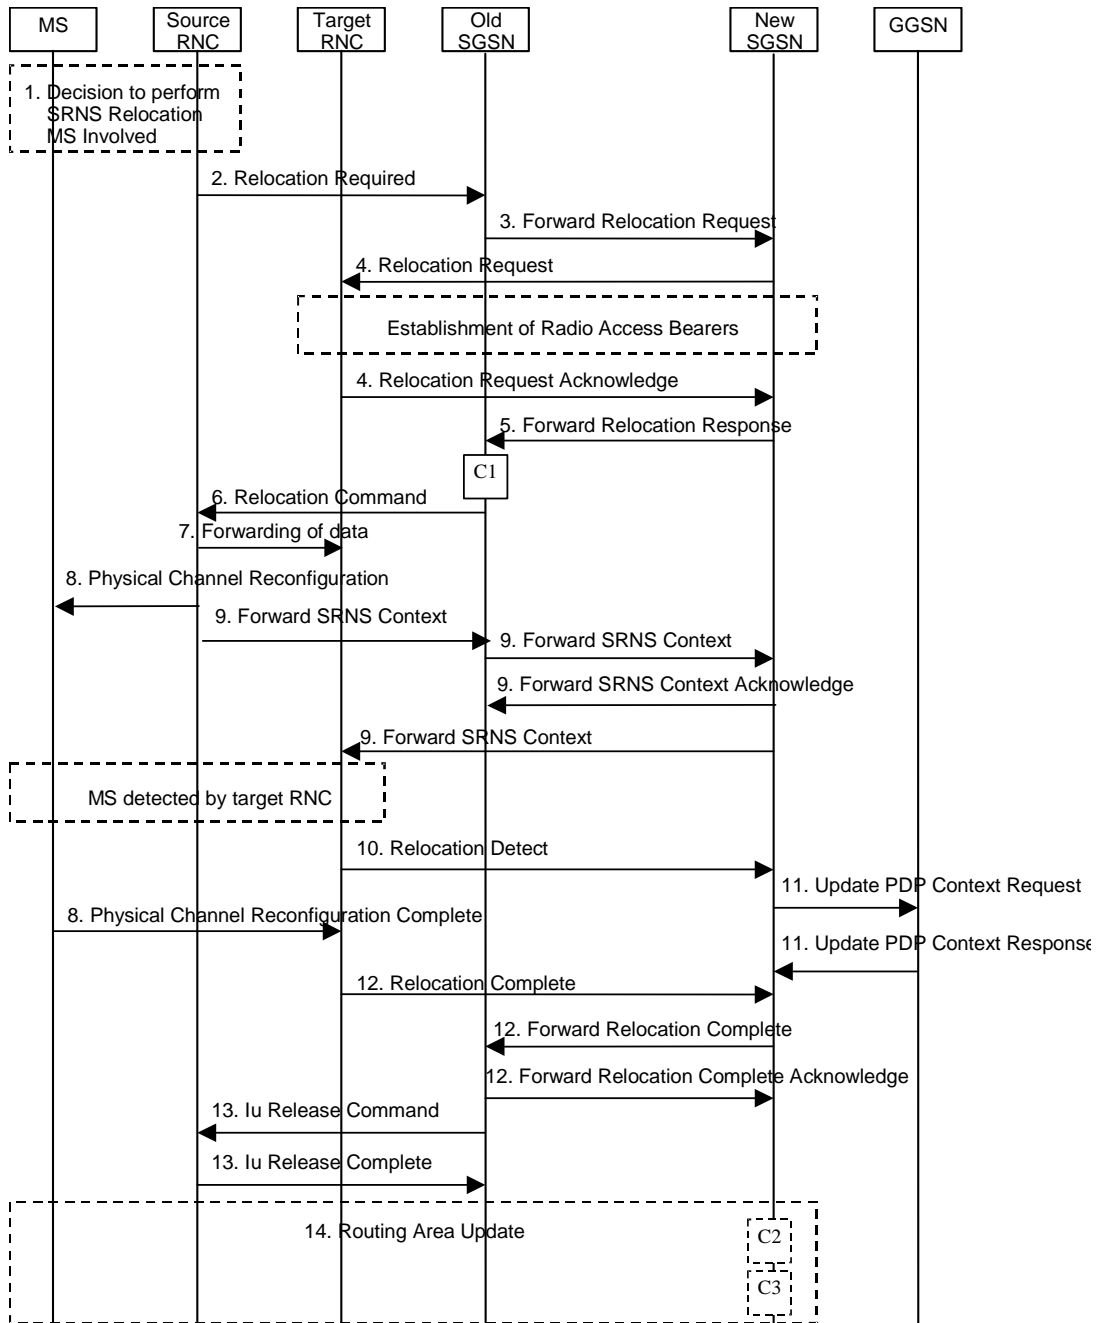 MS
Source
RNC
Target
RNC
Old
SGSN
New
SGSN
GGSN
1. Decision to perform
SRNS Relocation
MS Involved
2. Relocation Required
3. Forward Relocation Request
4. Relocation Request
Establishment of Radio Access Bearers
4. Relocation Request Acknowledge
5. Forward Relocation Response
C1
6. Relocation Command
7. Forwarding of data
8. Physical Channel Reconfiguration
9. Forward SRNS Context
9. Forward SRNS Context
9. Forward SRNS Context Acknowledge
9. Forward SRNS Context
MS detected by target RNC
10. Relocation Detect
11. Update PDP Context Request
8. Physical Channel Reconfiguration Complete
11. Update PDP Context Response
12. Relocation Complete
12. Forward Relocation Complete
12. Forward Relocation Complete Acknowledge
13. Iu Release Command
13. Iu Release Complete
14. Routing Area Update
C2
C3